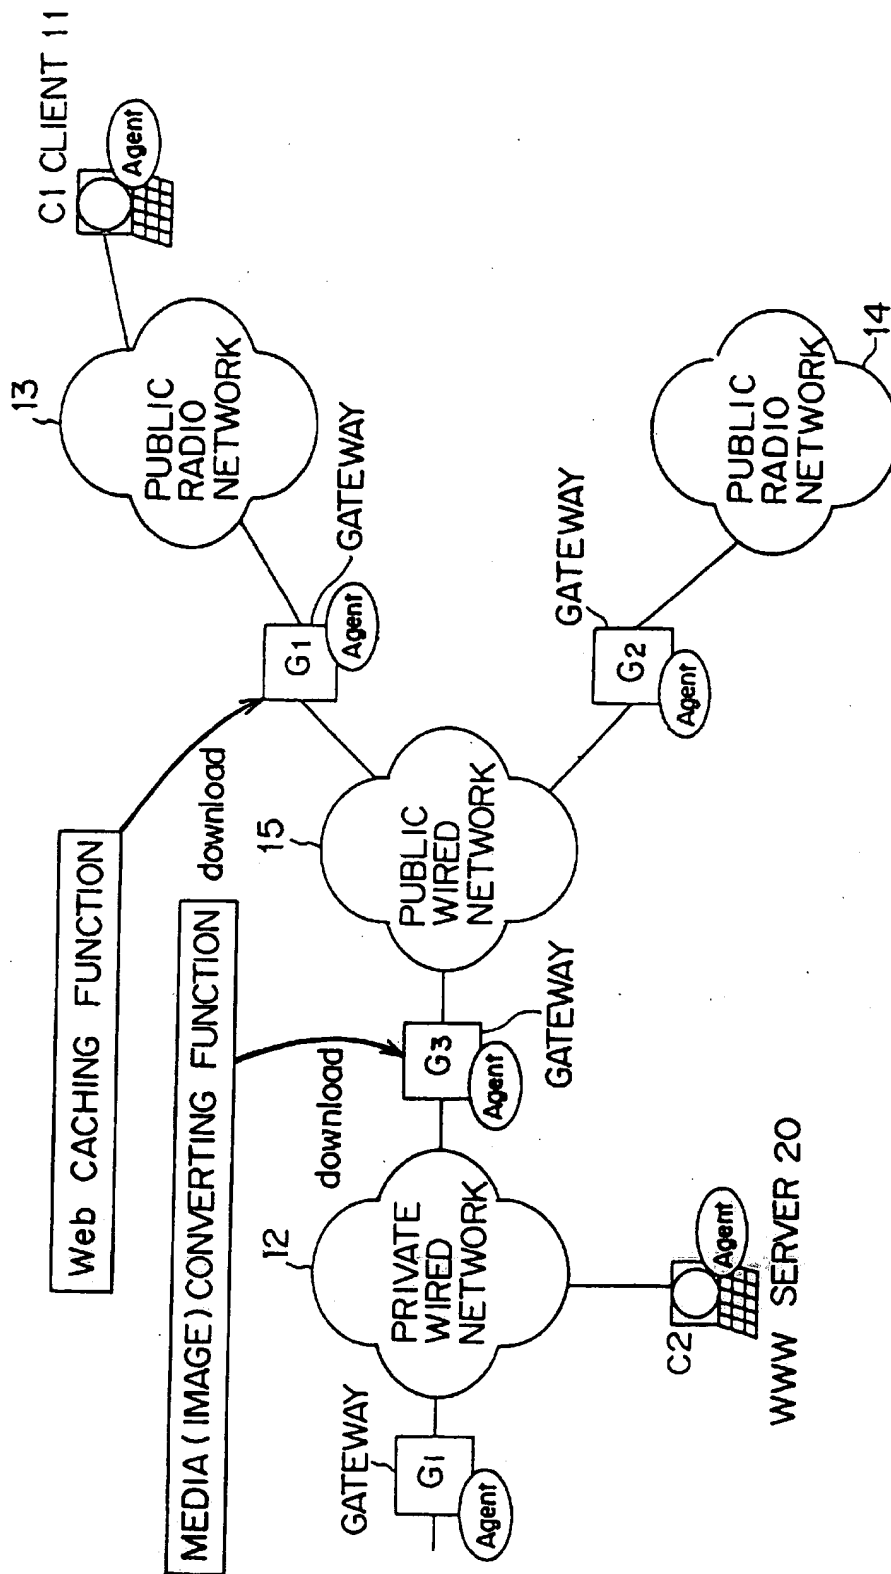 Web CACHING FUNCTION
MEDIA (IMAGE) CONVERTING FUNCTION
download
download
C1 CLIENT 11
Agent
13
PUBLIC
RADIO
NETWORK
GATEWAY
G1
Agent
15
PUBLIC
WIRED
NETWORK
GATEWAY
G2
Agent
PUBLIC
RADIO
NETWORK
14
G3
Agent
GATEWAY
12
PRIVATE
WIRED
NETWORK
GATEWAY
Gi
Agent
C2
Agent
WWW SERVER 20